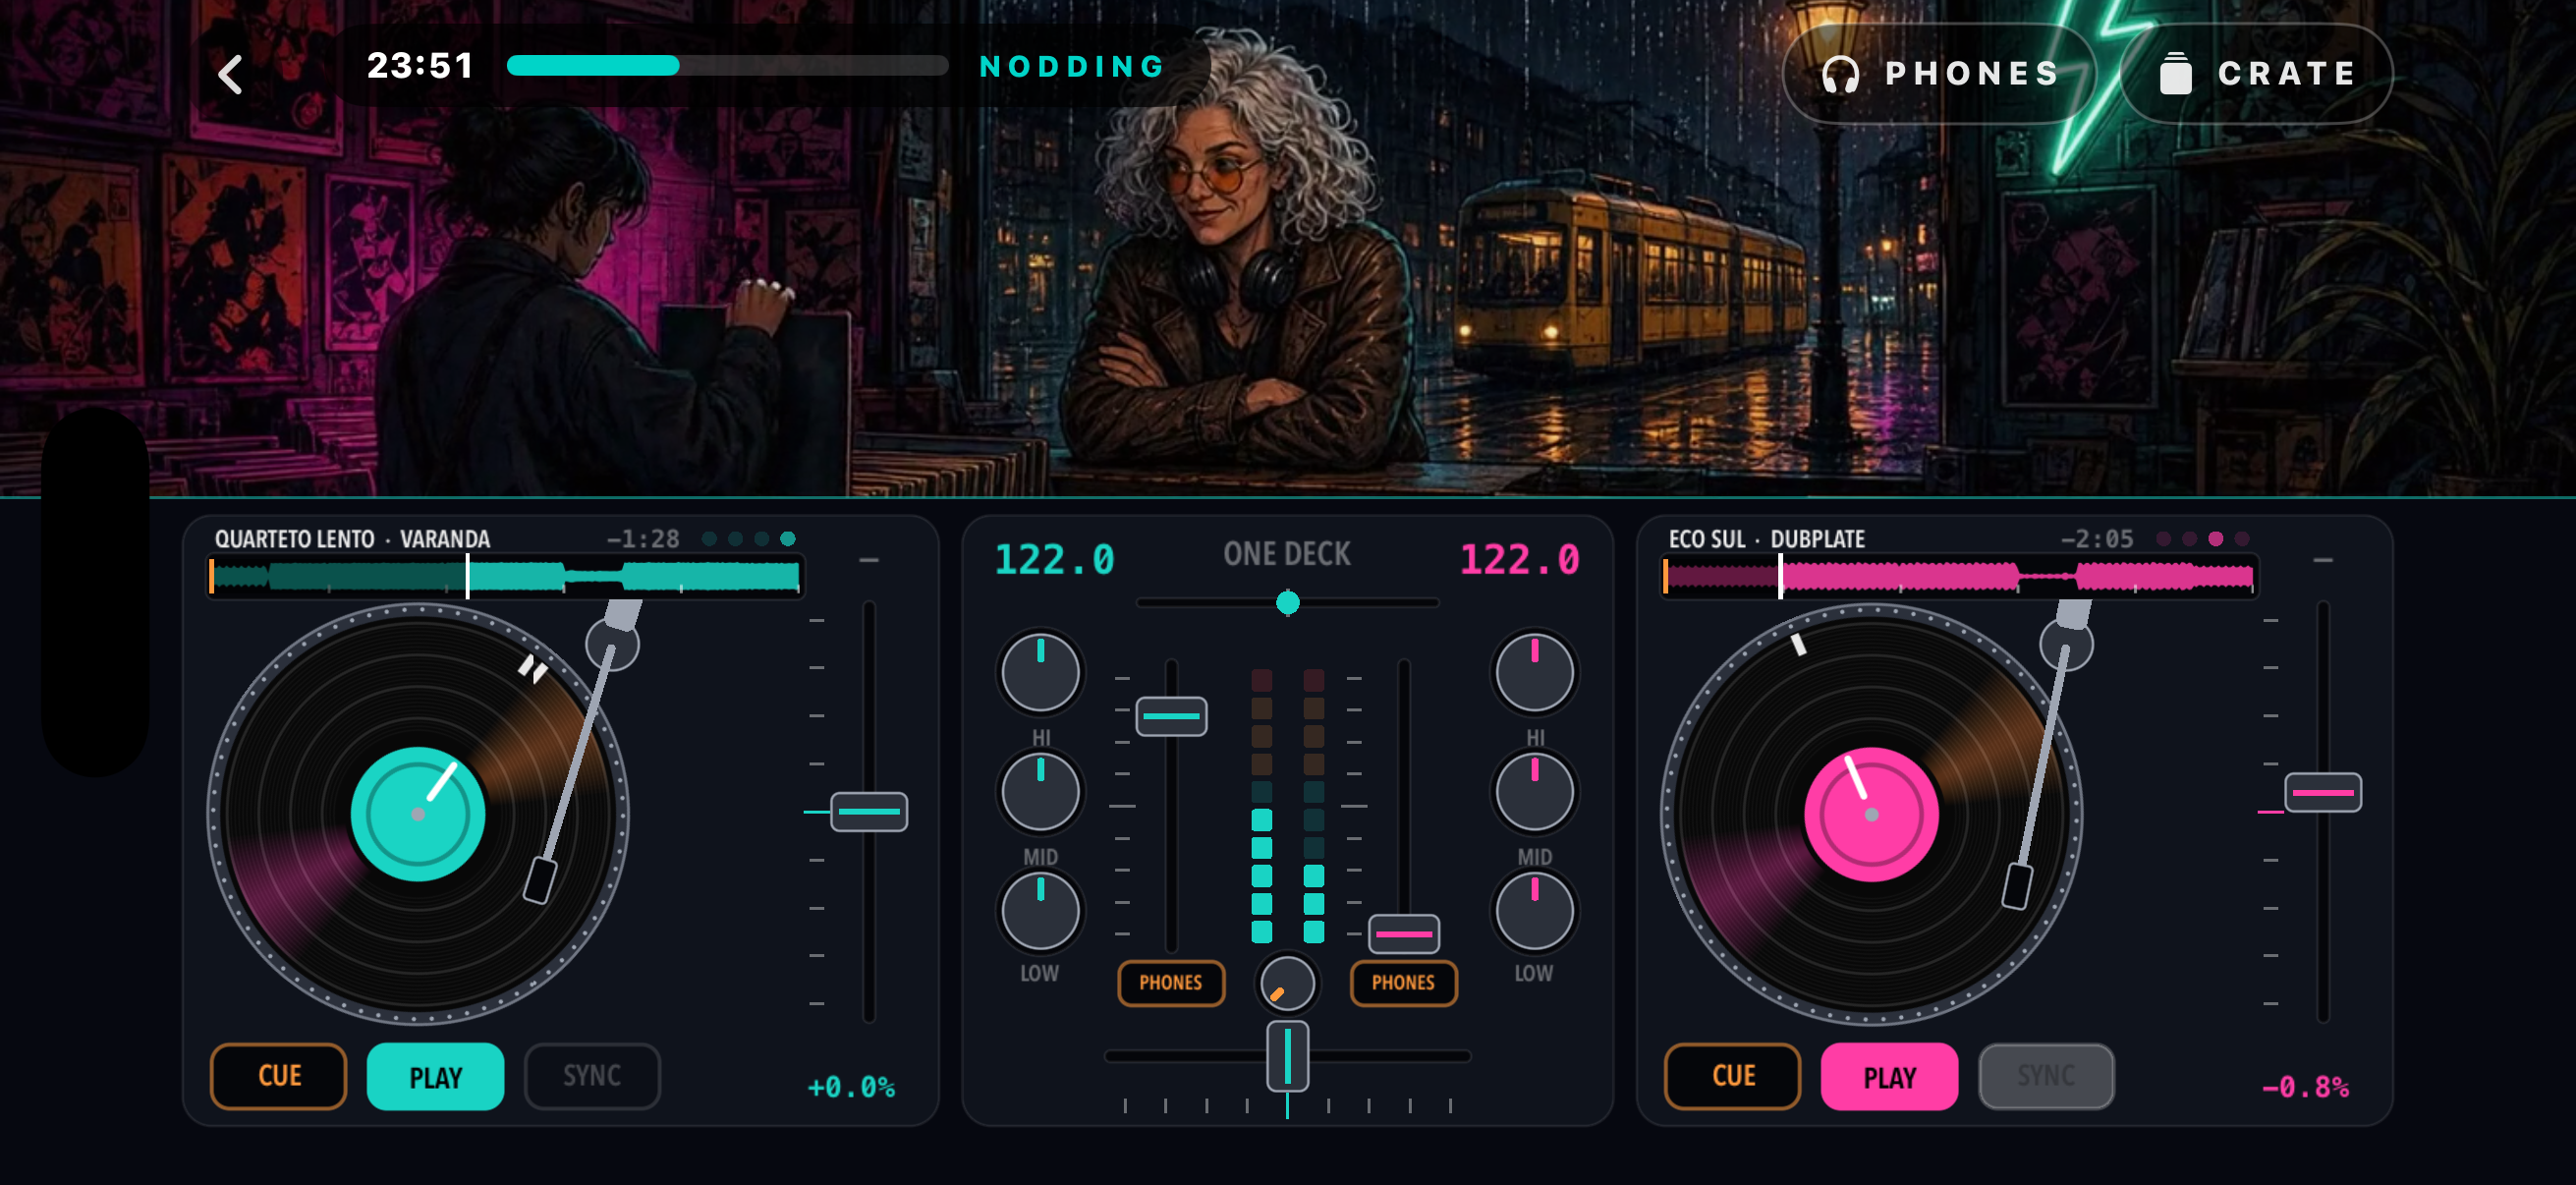 23:51
NODDING
PHONES
CRATE
QUARTETO LENTO · VARANDA
–1:28
122.0
ONE DECK
122.0
ECO SUL · DUBPLATE
–2:05
HI
HI
MID
MID
LOW
PHONES
PHONES
LOW
CUE
PLAY
SYNC
+0.0%
CUE
PLAY
SYNC
–0.8%